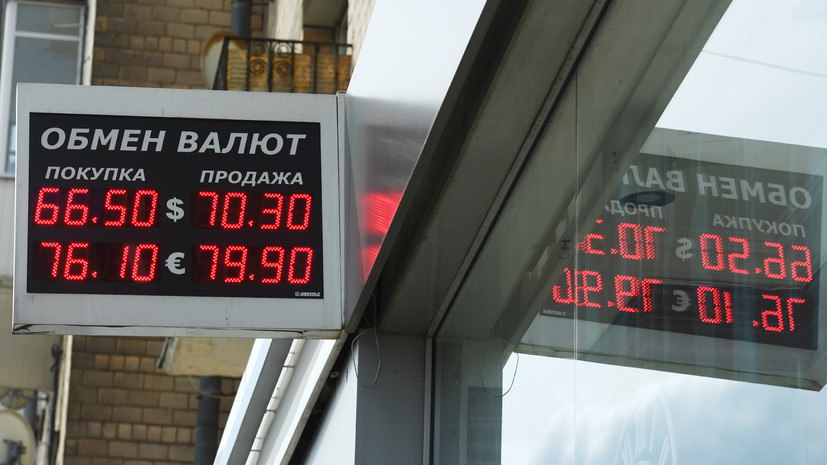 ОБМЕН ВАЛЮТ
ПОКУПКА ПРОДАЖА
66.50 $ 70.30
76.10 € 79.90